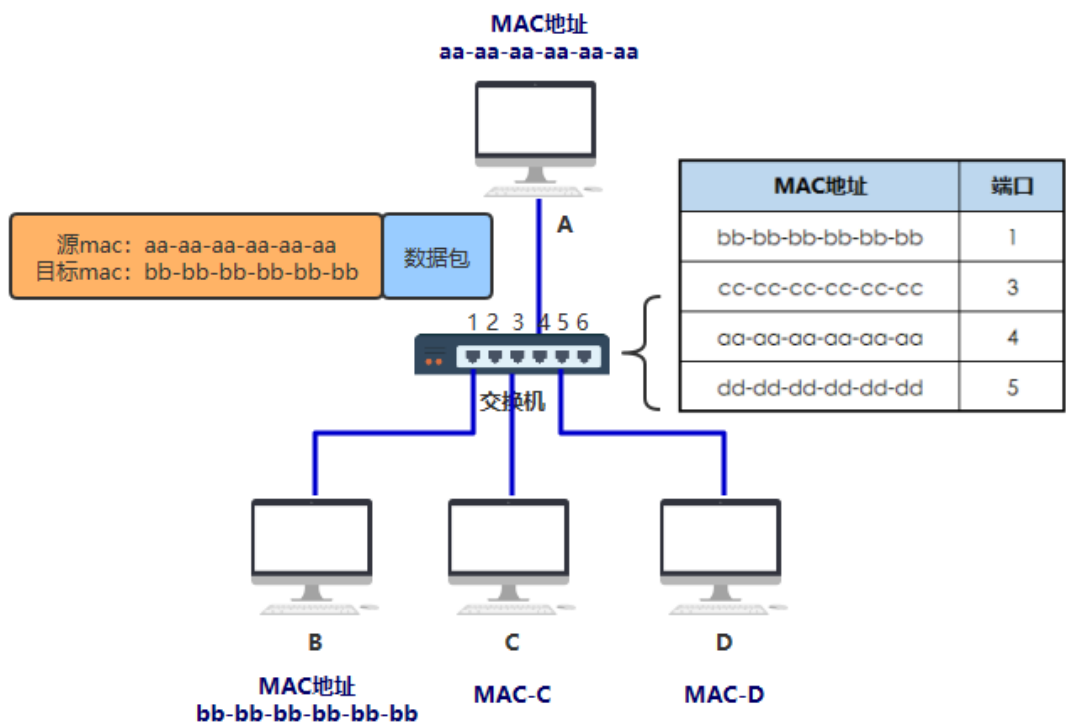 MAC地址
aa-aa-aa-aa-aa-aa
A
源mac：aa-aa-aa-aa-aa-aa
目标mac：bb-bb-bb-bb-bb-bb
数据包
MAC地址 端口
bb-bb-bb-bb-bb-bb 1
cc-cc-cc-cc-cc-cc 3
aa-aa-aa-aa-aa-aa 4
dd-dd-dd-dd-dd-dd 5
1 2 3 4 5 6
交换机
B
C
D
MAC地址
bb-bb-bb-bb-bb-bb
MAC-C
MAC-D